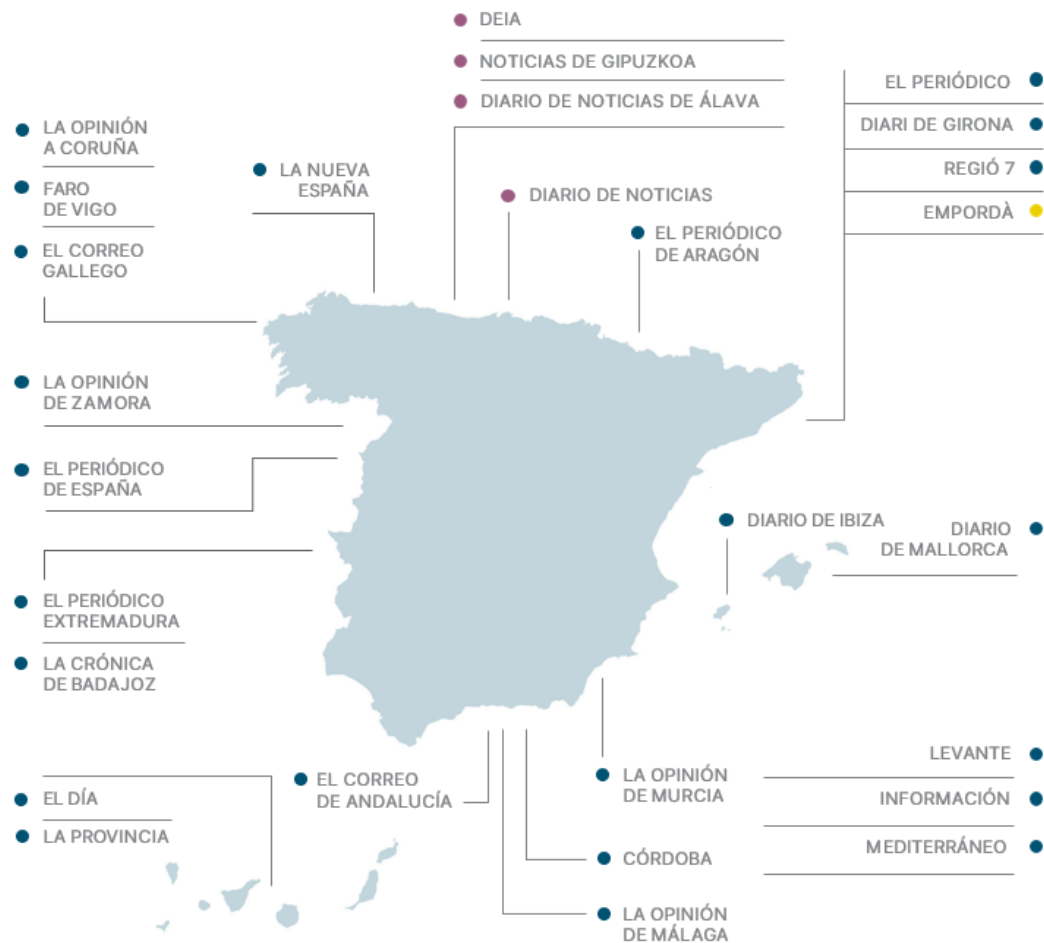 DEIA
NOTICIAS DE GIPUZKOA
DIARIO DE NOTICIAS DE ÁLAVA
EL PERIÓDICO
DIARI DE GIRONA
REGIÓ 7
EMPORDÀ
LA OPINIÓN
A CORUÑA
FARO
DE VIGO
EL CORREO
GALLEGO
LA NUEVA
ESPAÑA
DIARIO DE NOTICIAS
EL PERIÓDICO
DE ARAGÓN
LA OPINIÓN
DE ZAMORA
EL PERIÓDICO
DE ESPAÑA
DIARIO DE IBIZA
DIARIO
DE MALLORCA
EL PERIÓDICO
EXTREMADURA
LA CRÓNICA
DE BADAJOZ
EL DÍA
LA PROVINCIA
EL CORREO
DE ANDALUCÍA
LA OPINIÓN
DE MURCIA
CÓRDOBA
LA OPINIÓN
DE MÁLAGA
LEVANTE
INFORMACIÓN
MEDITERRÁNEO